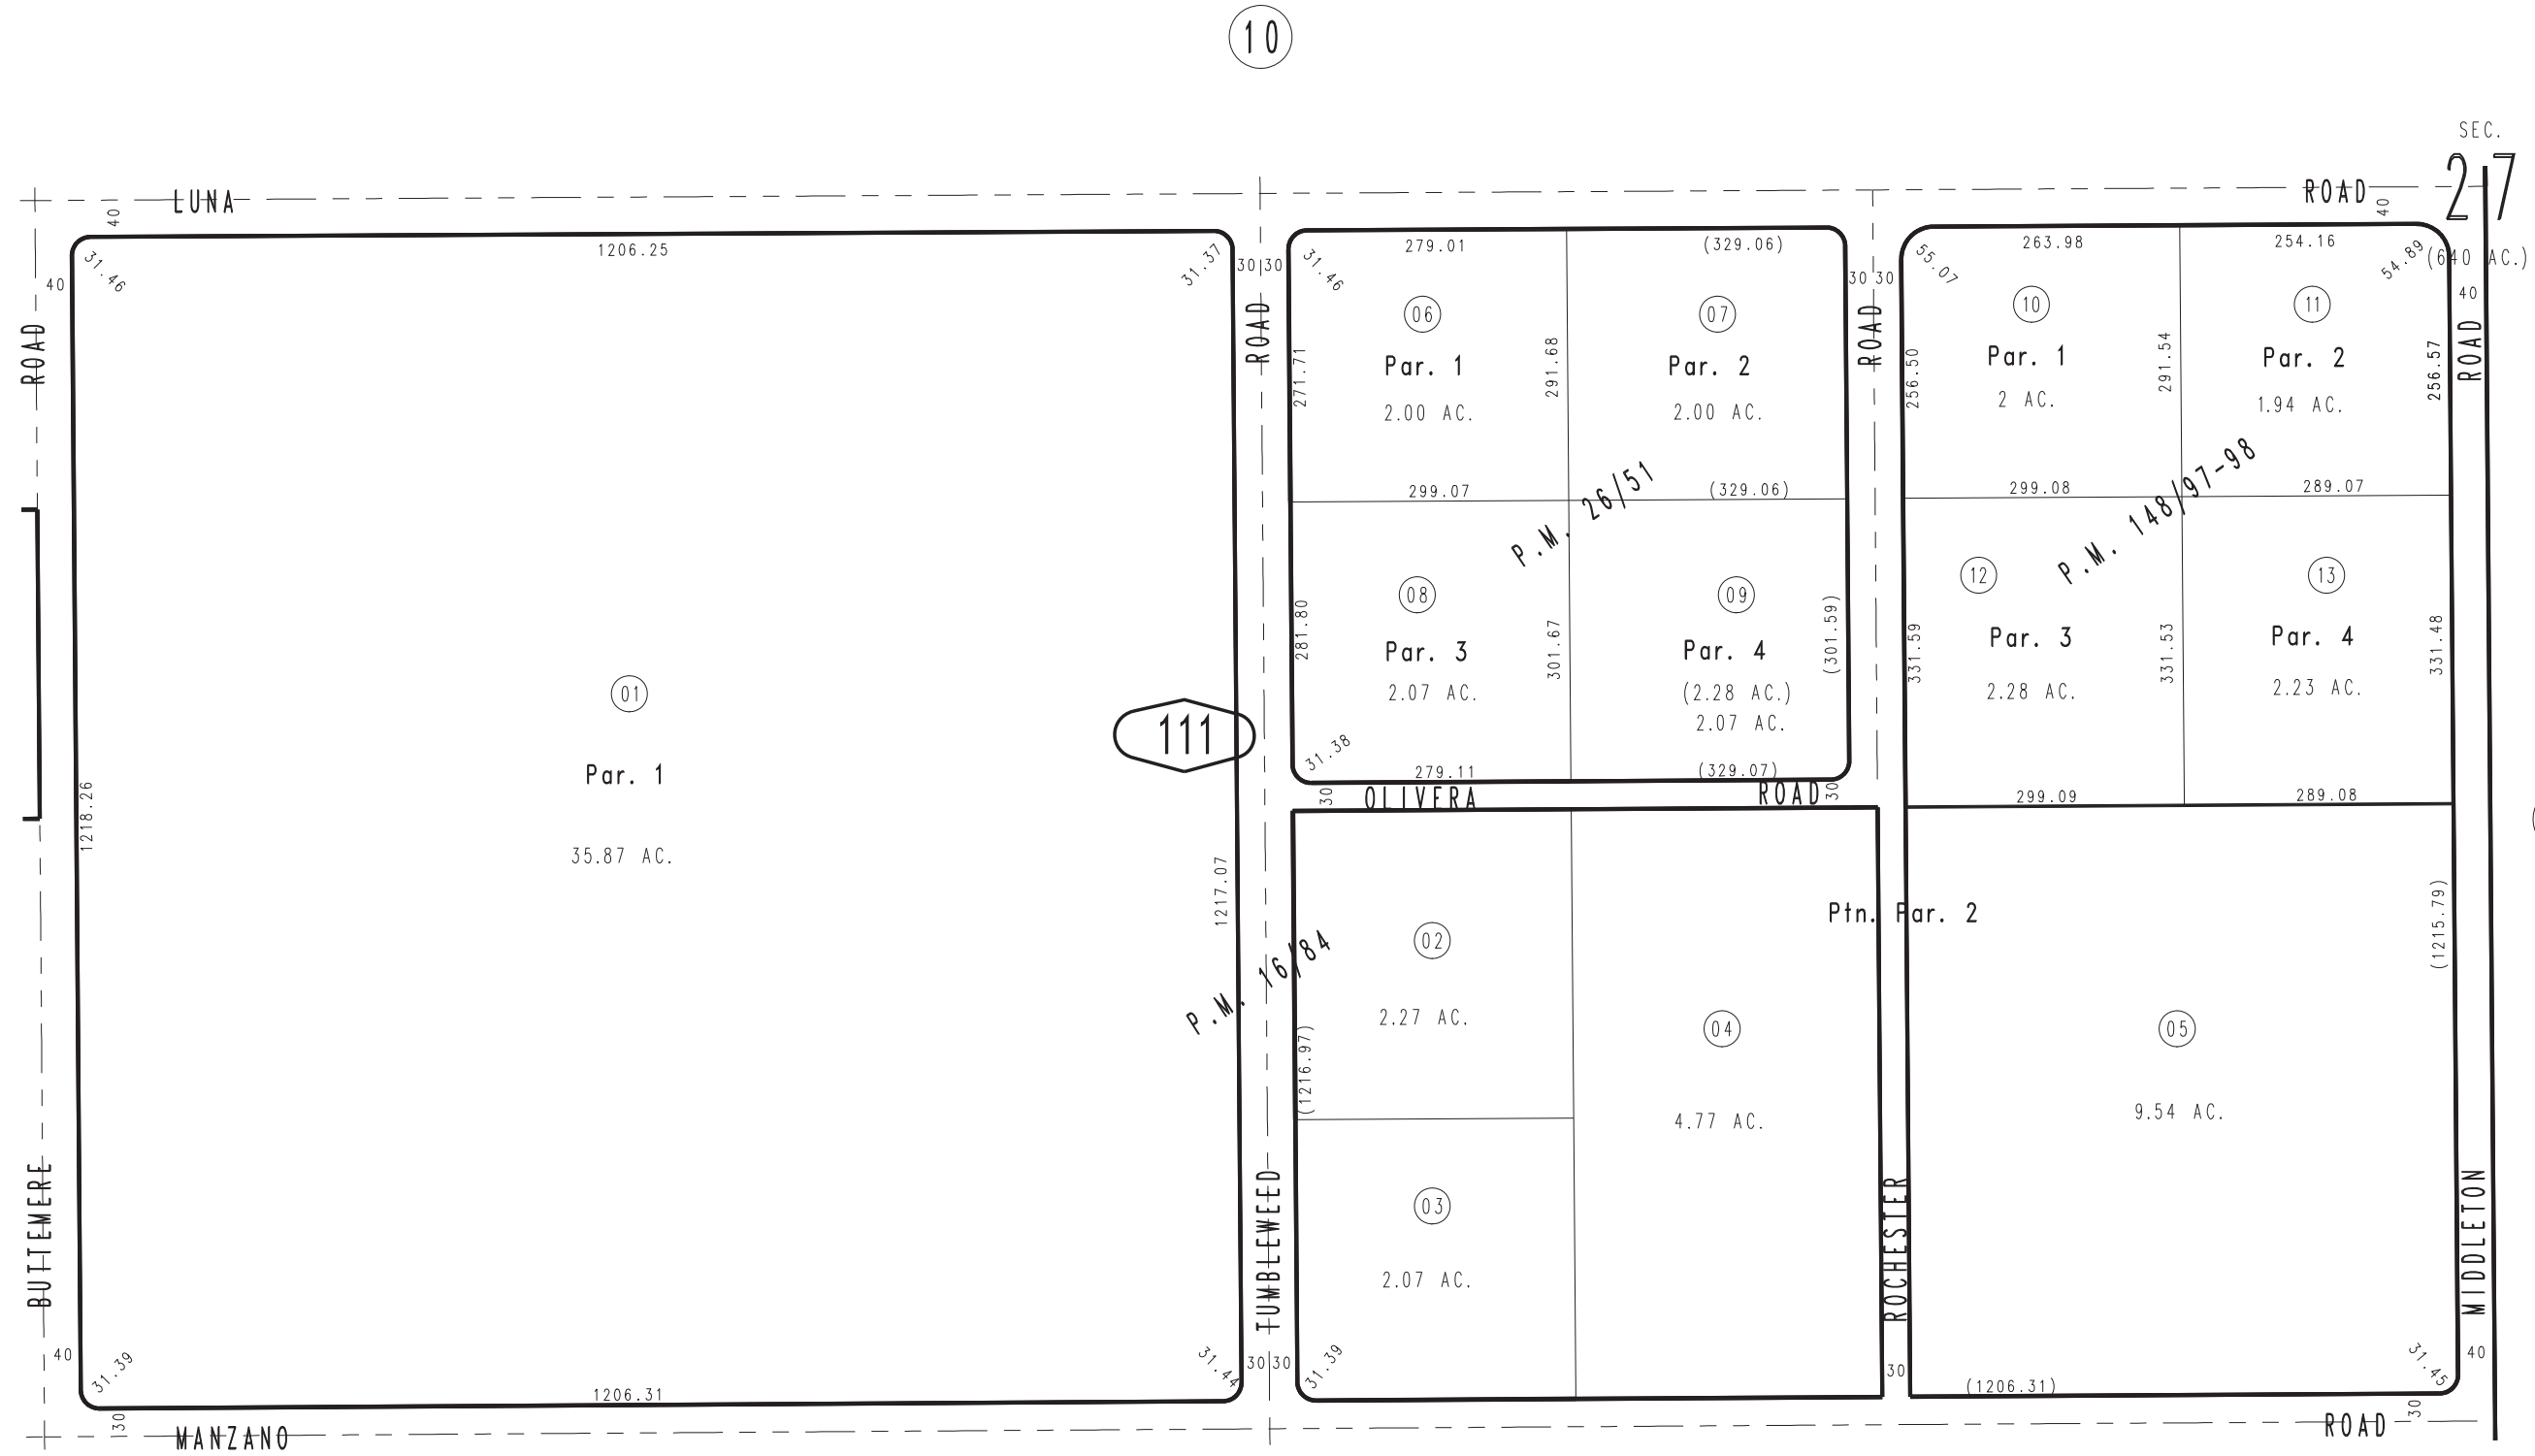 10
SEC.
27
(640 AC.)
LUNA
ROAD
40
40
40
31.46
1206.25
31.37
30
30
31.46
279.01
(329.06)
30
30
55.07
263.98
254.16
54.89
40
ROAD
ROAD
ROAD
ROAD
06
Par. 1
2.00 AC.
271.71
291.68
07
Par. 2
2.00 AC.
10
Par. 1
2 AC.
256.50
291.54
11
Par. 2
1.94 AC.
256.57
299.07
(329.06)
P.M. 26/51
299.08
289.07
P.M. 148/97-98
08
Par. 3
2.07 AC.
281.80
301.67
31.38
279.11
09
Par. 4
(2.28 AC.)
2.07 AC.
(301.59)
(329.07)
12
Par. 3
2.28 AC.
331.59
331.53
299.09
13
Par. 4
2.23 AC.
331.48
289.08
01
Par. 1
35.87 AC.
1218.26
1217.07
111
30
OLIVERA
ROAD
30
P.M. 16/84
02
2.27 AC.
(1216.97)
03
2.07 AC.
04
4.77 AC.
Ptn. Par. 2
05
9.54 AC.
(1215.79)
BUTTEMERE
TUMBLEWEED
ROCHESTER
MIDDLETON
40
31.39
1206.31
31.44
30
30
31.39
30
(1206.31)
31.45
40
30
30
MANZANO
ROAD